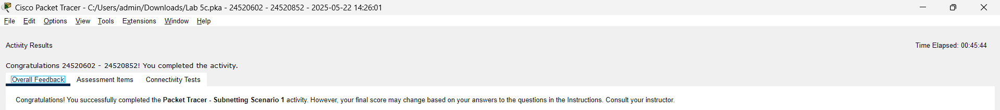 Cisco Packet Tracer - C:/Users/admin/Downloads/Lab 5c.pka - 24520602 - 24520852 - 2025-05-22 14:26:01
File Edit Options View Tools Extensions Window Help
Activity Results Time Elapsed: 00:45:44
Congratulations 24520602 - 24520852! You completed the activity.
Overall Feedback Assessment Items Connectivity Tests
Congratulations! You successfully completed the Packet Tracer - Subnetting Scenario 1 activity. However, your final score may change based on your answers to the questions in the Instructions. Consult your instructor.